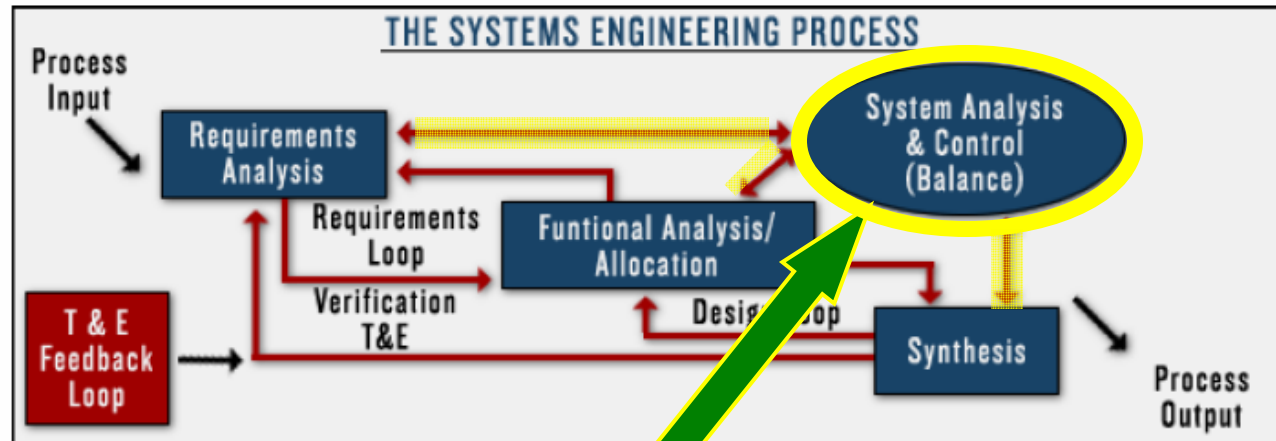 THE SYSTEMS ENGINEERING PROCESS
Process
Input
Requirements
Analysis
System Analysis
& Control
(Balance)
Requirements
Loop
Funtional Analysis/
Allocation
Verification
T&E
Design
T & E
Feedback
Loop
Synthesis
Process
Output